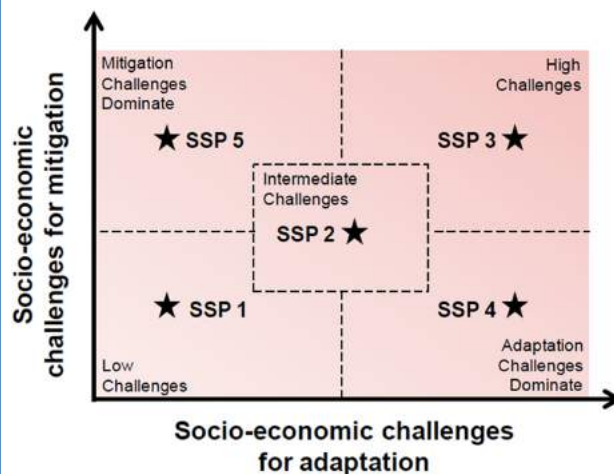 Mitigation
Challenges
Dominate
High
Challenges
SSP 5
SSP 3
Intermediate
Challenges
SSP 2
SSP 1
SSP 4
Low
Challenges
Adaptation
Challenges
Dominate
Socio-economic
challenges for mitigation
Socio-economic challenges
for adaptation